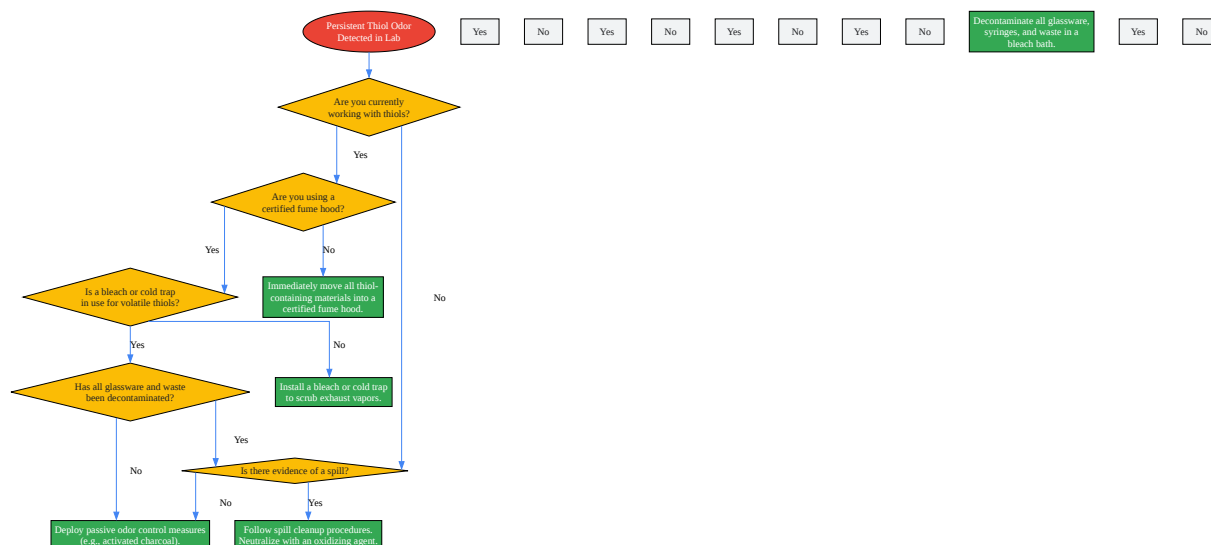 Persistent Thiol Odor
Detected in Lab
Yes
No
Yes
No
Yes
No
Yes
No
Decontaminate all glassware,
syringes, and waste in a
bleach bath.
Yes
No
Are you currently
working with thiols?
Yes
Are you using a
certified fume hood?
Yes
No
Is a bleach or cold trap
in use for volatile thiols?
Immediately move all thiol-
containing materials into a
certified fume hood.
No
Yes
No
Has all glassware and waste
been decontaminated?
Install a bleach or cold trap
to scrub exhaust vapors.
Yes
No
Is there evidence of a spill?
No
Yes
Deploy passive odor control measures
(e.g., activated charcoal).
Follow spill cleanup procedures.
Neutralize with an oxidizing agent.